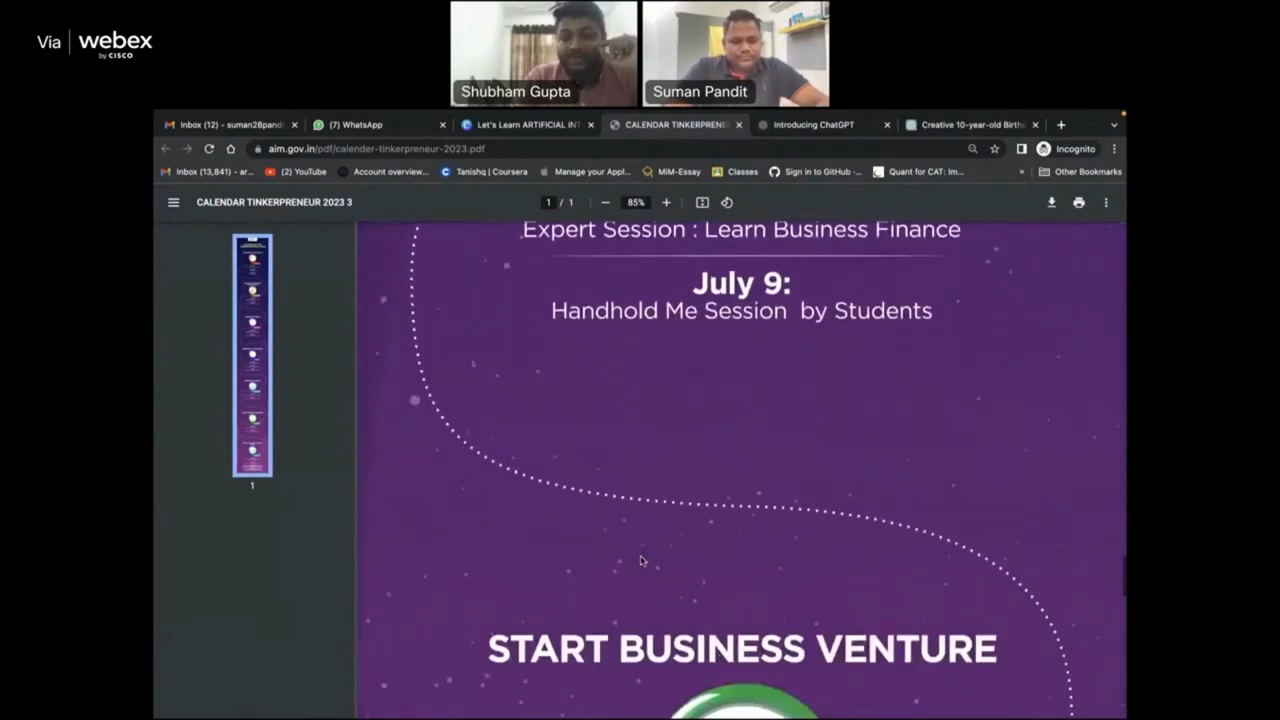 Via webex
by CISCO
Shubham Gupta
Suman Pandit
Inbox (12) - suman28pand
(7) WhatsApp
Let's Learn ARTIFICIAL INT
CALENDAR TINKERPRENE
Introducing ChatGPT
Creative 10-year-old Birth
aim.gov.in/pdf/calender-tinkerpreneur-2023.pdf
Incognito
Inbox (13,841) - ar...
(2) YouTube
Account overview...
Tanishq | Coursera
Manage your Appl...
MiM-Essay
Classes
Sign in to GitHub ·...
Quant for CAT: Im...
»
Other Bookmarks
CALENDAR TINKERPRENEUR 2023 3
1 / 1
85%
Expert Session : Learn Business Finance
July 9:
Handhold Me Session by Students
1
START BUSINESS VENTURE